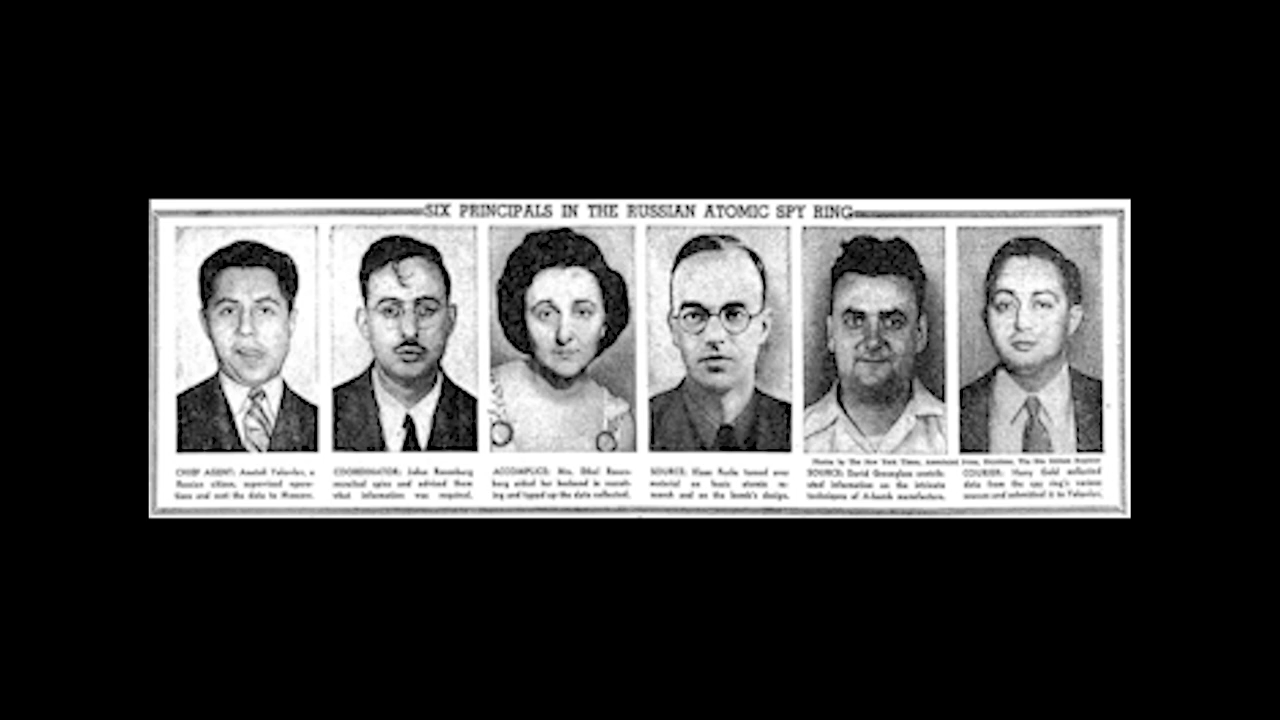 SIX PRINCIPALS IN THE RUSSIAN ATOMIC SPY RING
CHIEF AGENT: Anatoli Yakovlev, a
Russian citizen, supervised opera-
tions and sent the data to Moscow.
COORDINATOR: Julius Rosenberg
recruited spies and advised them
what information was required.
ACCOMPLICE: Mrs. Ethel Rosen-
berg aided her husband in recruit-
ing and typed up the data collected.
SOURCE: Klaus Fuchs turned over
material on basic atomic re-
search and on the bomb's design.
Photos by The New York Times, Associated Press,
SOURCE: David Greenglass contrib-
uted information on the intricate
techniques of A-bomb manufacture.
COURIER: Harry Gold collected
data from the spy ring's various
sources and submitted it to Yakovlev.